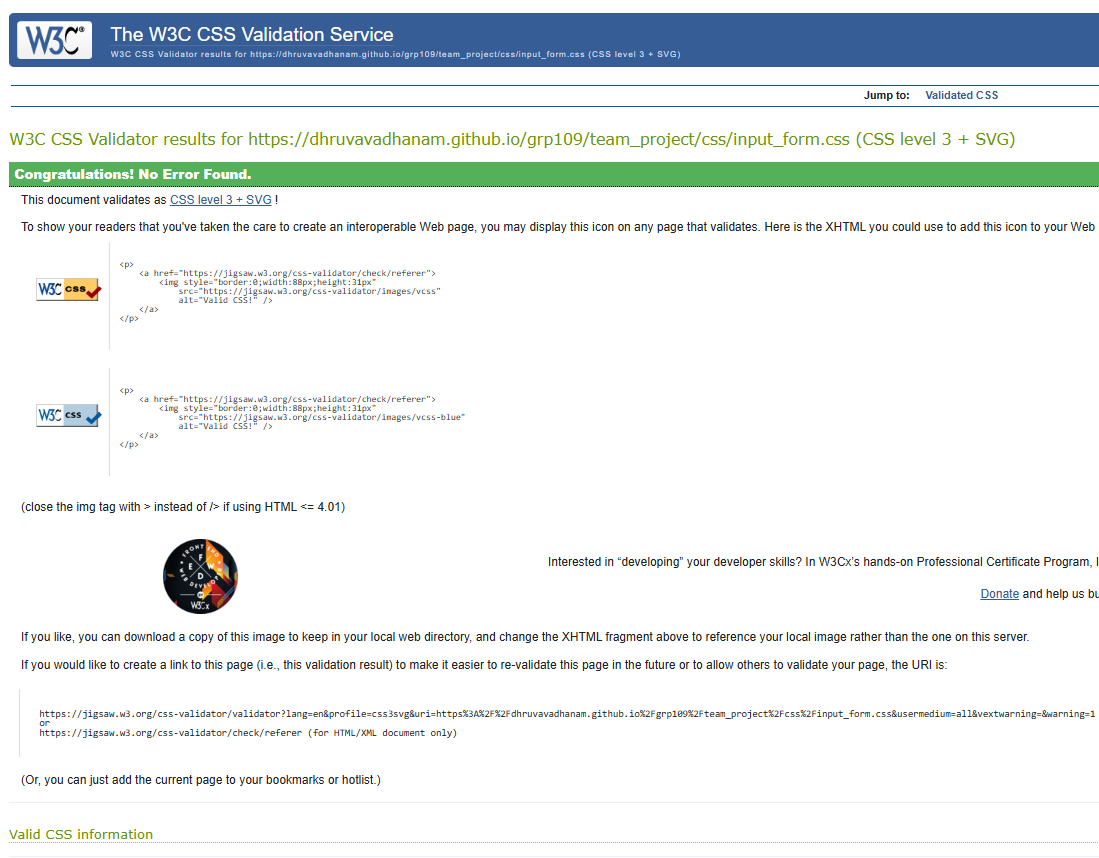 W3C®
The W3C CSS Validation Service
W3C CSS Validator results for https://dhruvavadhanam.github.io/grp109/team_project/css/input_form.css (CSS level 3 + SVG)
Jump to: Validated CSS
W3C CSS Validator results for https://dhruvavadhanam.github.io/grp109/team_project/css/input_form.css (CSS level 3 + SVG)
Congratulations! No Error Found.
This document validates as CSS level 3 + SVG !
To show your readers that you've taken the care to create an interoperable Web page, you may display this icon on any page that validates. Here is the XHTML you could use to add this icon to your Web
W3C css
<p>
<a href="https://jigsaw.w3.org/css-validator/check/referer">
<img style="border:0;width:88px;height:31px"
src="https://jigsaw.w3.org/css-validator/images/vcss"
alt="Valid CSS!" />
</a>
</p>
W3C css
<p>
<a href="https://jigsaw.w3.org/css-validator/check/referer">
<img style="border:0;width:88px;height:31px"
src="https://jigsaw.w3.org/css-validator/images/vcss-blue"
alt="Valid CSS!" />
</a>
</p>
(close the img tag with > instead of /> if using HTML <= 4.01)
FRONT END
F
E W
D
WEB DEVELOPER
W3Cx
Interested in “developing” your developer skills? In W3Cx’s hands-on Professional Certificate Program,
Donate and help us bu
If you like, you can download a copy of this image to keep in your local web directory, and change the XHTML fragment above to reference your local image rather than the one on this server.
If you would like to create a link to this page (i.e., this validation result) to make it easier to re-validate this page in the future or to allow others to validate your page, the URI is:
https://jigsaw.w3.org/css-validator/validator?lang=en&profile=css3svg&uri=https%3A%2F%2Fdhruvavadhanam.github.io%2Fgrp109%2Fteam_project%2Fcss%2Finput_form.css&usermedium=all&vextwarning=&warning=1
or
https://jigsaw.w3.org/css-validator/check/referer (for HTML/XML document only)
(Or, you can just add the current page to your bookmarks or hotlist.)
Valid CSS information